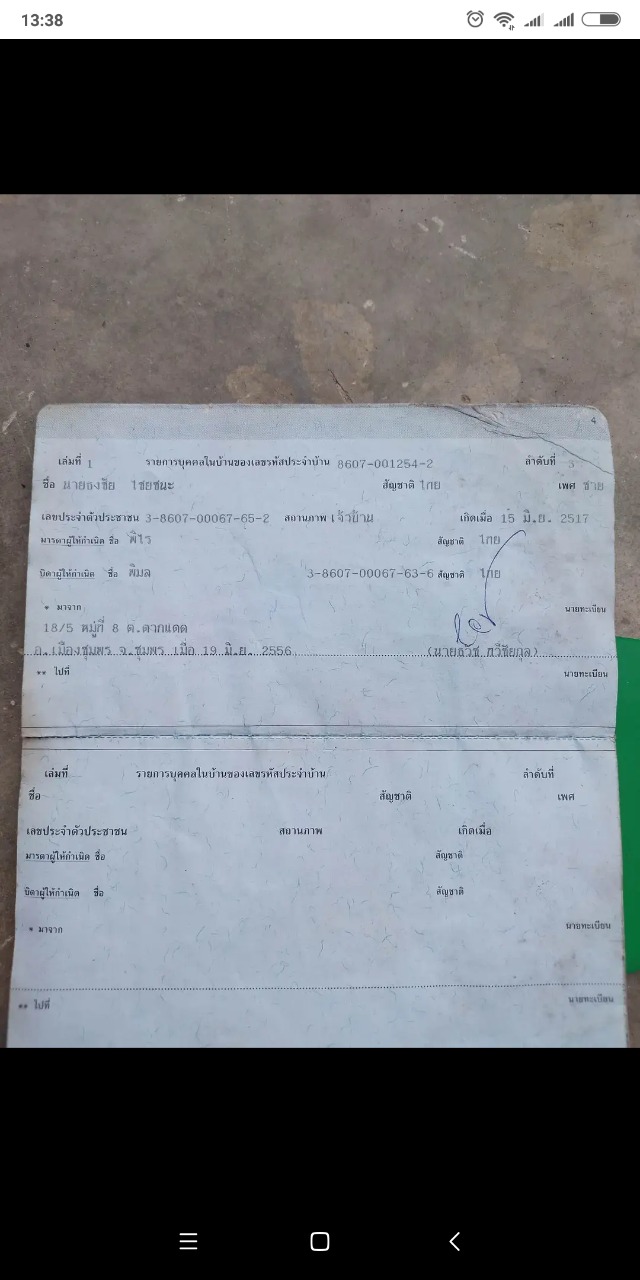 13:38
4
เล่มที่ 1 รายการบุคคลในบ้านของเลขรหัสประจำบ้าน 8607-001254-2 ลำดับที่ 3
ชื่อ นายธงชัย ไชยชนะ สัญชาติ ไทย เพศ ชาย
เลขประจำตัวประชาชน 3-8607-00067-65-2 สถานภาพ เจ้าบ้าน เกิดเมื่อ 15 มิ.ย. 2517
มารดาผู้ให้กำเนิด ชื่อ พิไร สัญชาติ ไทย
บิดาผู้ให้กำเนิด ชื่อ พิมล 3-8607-00067-63-6 สัญชาติ ไทย
* มาจาก นายทะเบียน
18/5 หมู่ที่ 8 ต.ตากแดด
อ.เมืองชุมพร จ.ชุมพร เมื่อ 19 มิ.ย. 2556 (นายธวัช ทวีชัยกุล)
** ไปที่ นายทะเบียน
เล่มที่ รายการบุคคลในบ้านของเลขรหัสประจำบ้าน ลำดับที่
ชื่อ สัญชาติ เพศ
เลขประจำตัวประชาชน สถานภาพ เกิดเมื่อ
มารดาผู้ให้กำเนิด ชื่อ สัญชาติ
บิดาผู้ให้กำเนิด ชื่อ สัญชาติ
* มาจาก นายทะเบียน
** ไปที่ นายทะเบียน